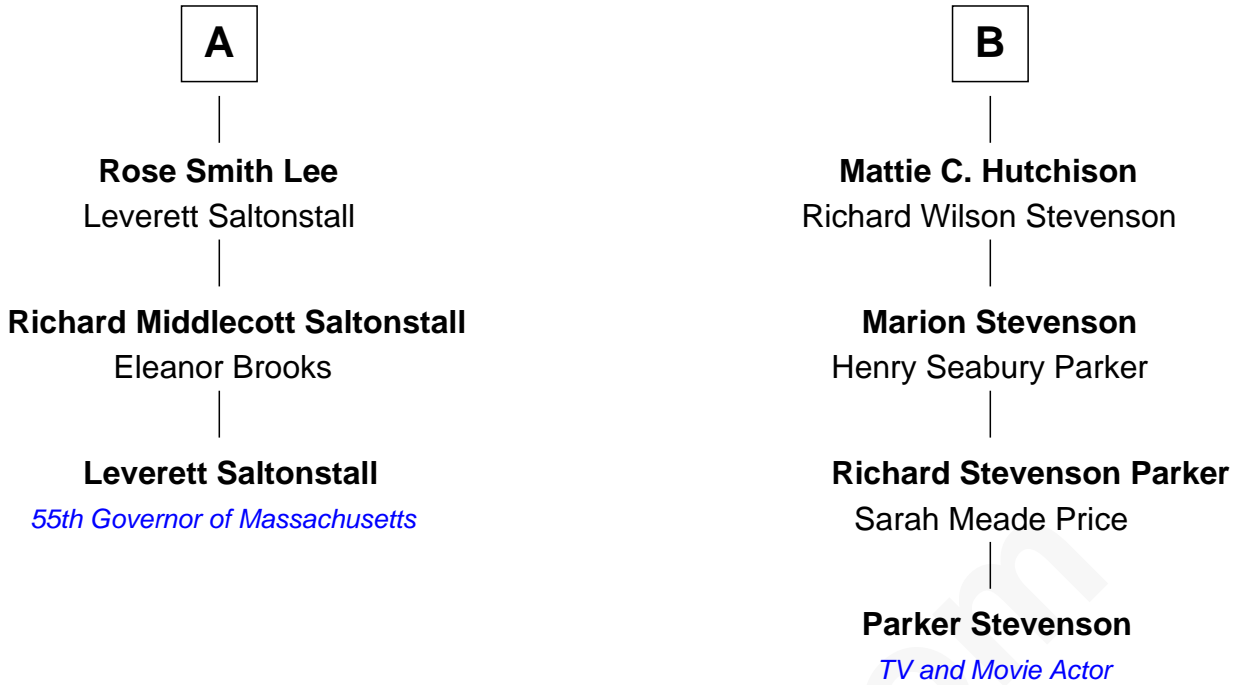 A
Rose Smith Lee
Leverett Saltonstall
Richard Middlecott Saltonstall
Eleanor Brooks
Leverett Saltonstall
55th Governor of Massachusetts
B
Mattie C. Hutchison
Richard Wilson Stevenson
Marion Stevenson
Henry Seabury Parker
Richard Stevenson Parker
Sarah Meade Price
Parker Stevenson
TV and Movie Actor